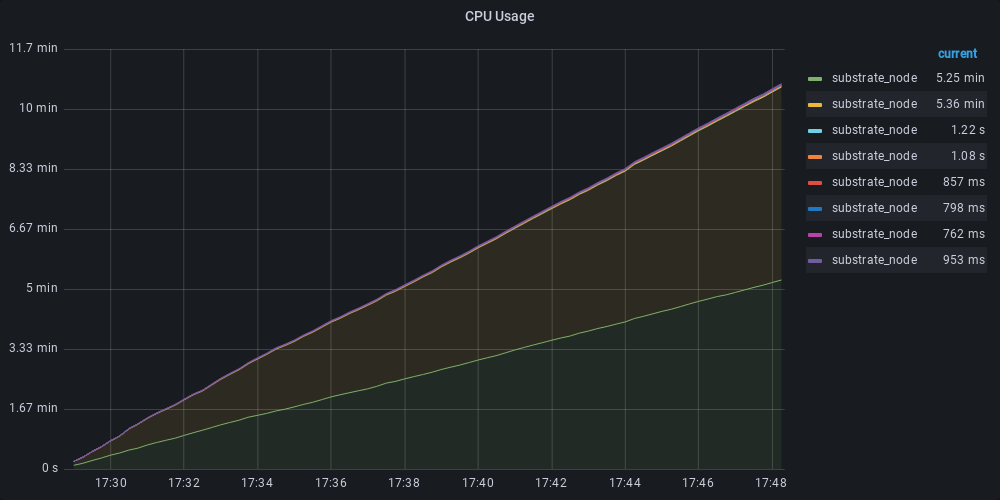 CPU Usage
11.7 min
10 min
8.33 min
6.67 min
5 min
3.33 min
1.67 min
0 s
17:30 17:32 17:34 17:36 17:38 17:40 17:42 17:44 17:46 17:48
current
substrate_node 5.25 min
substrate_node 5.36 min
substrate_node 1.22 s
substrate_node 1.08 s
substrate_node 857 ms
substrate_node 798 ms
substrate_node 762 ms
substrate_node 953 ms